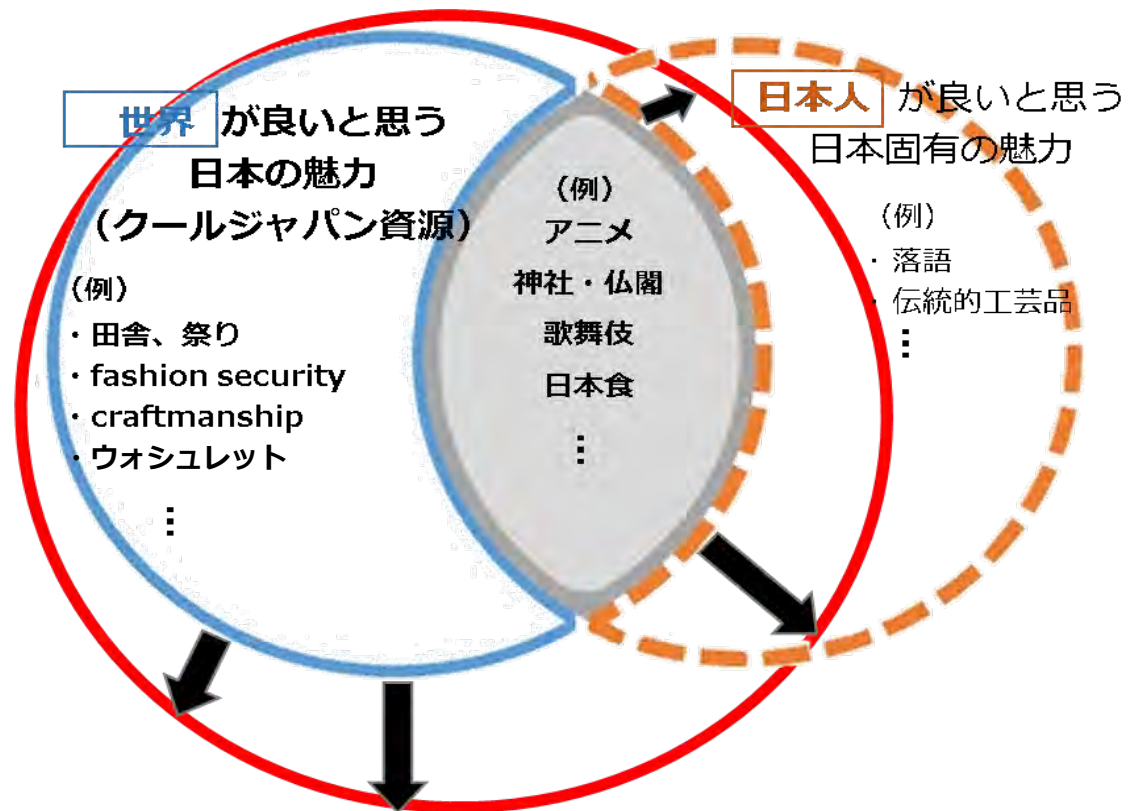 世界 が良いと思う
日本の魅力
（クールジャパン資源）
（例）
・田舎、祭り
・fashion security
・craftmanship
・ウォシュレット
⋮
（例）
アニメ
神社・仏閣
歌舞伎
日本食
⋮
日本人 が良いと思う
日本固有の魅力
（例）
・落語
・伝統的工芸品
⋮